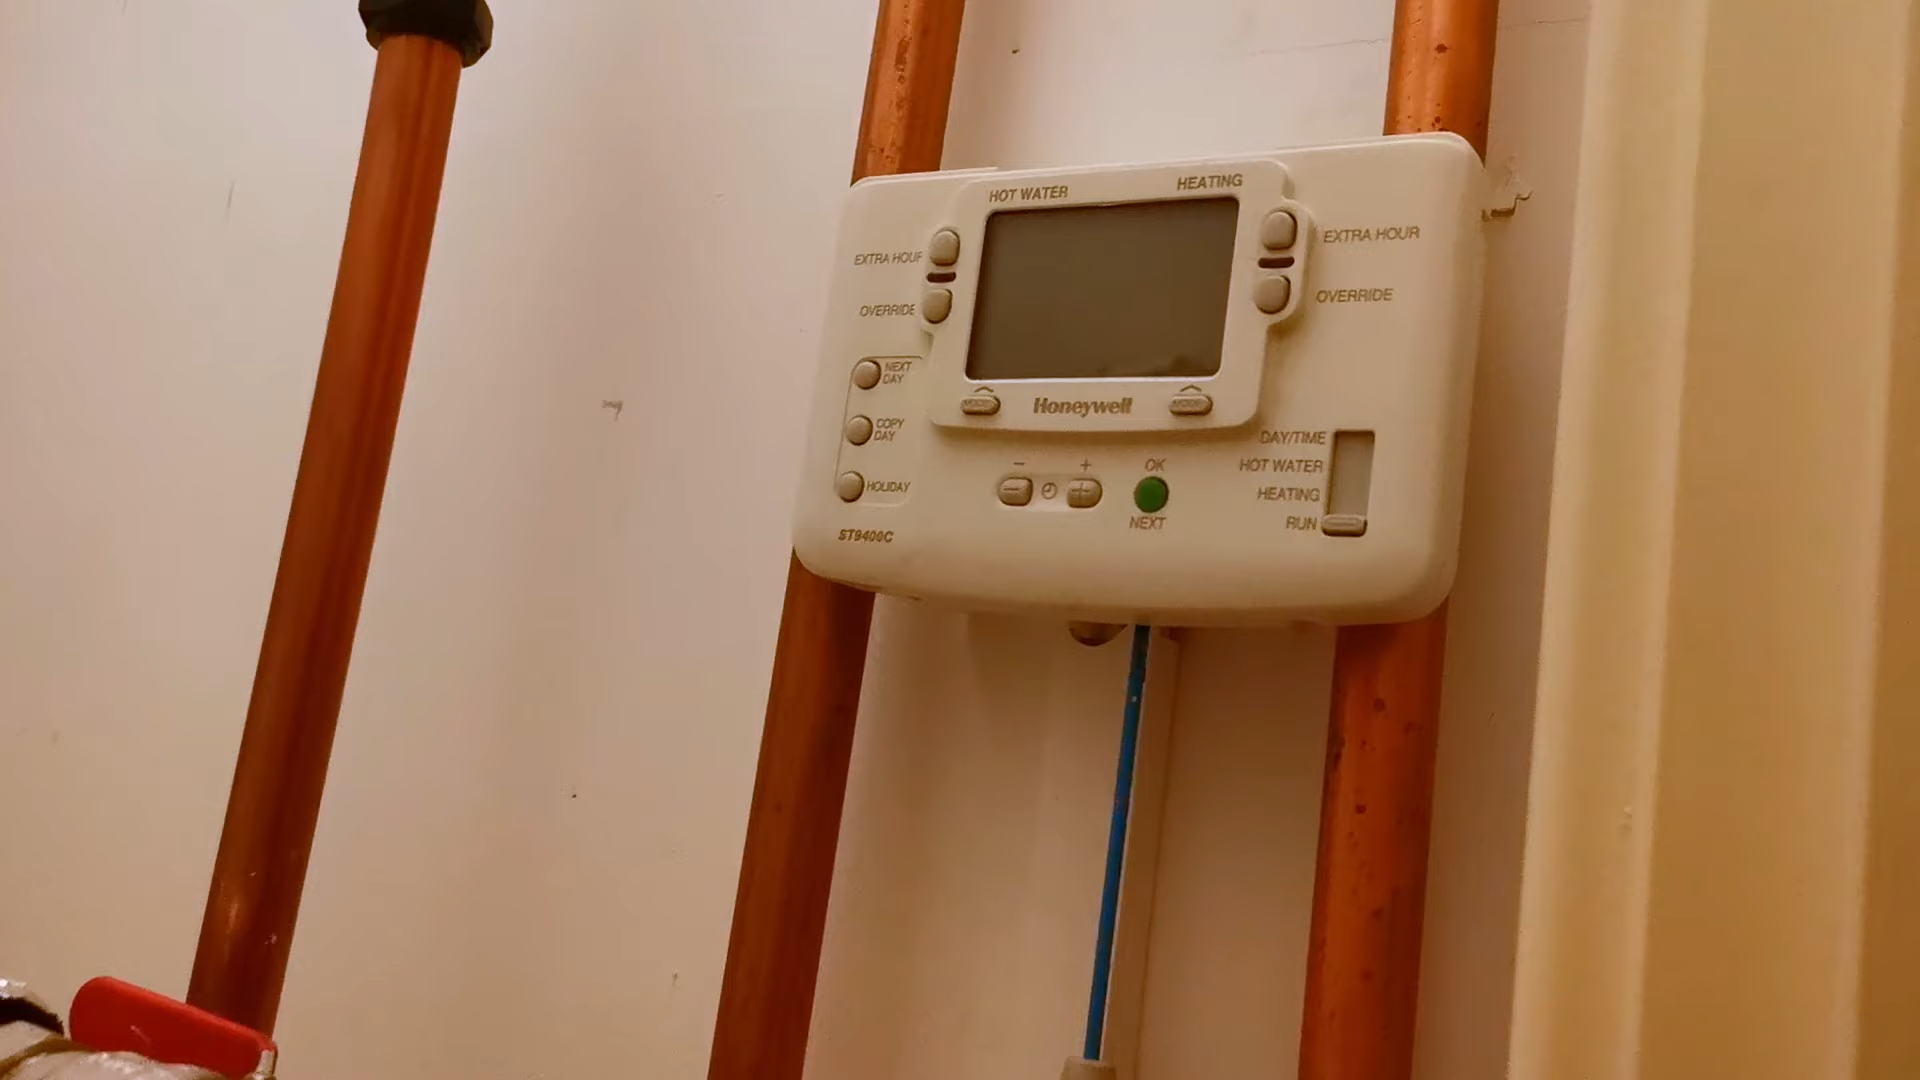 HOT WATER
HEATING
EXTRA HOUR
OVERRIDE
EXTRA HOUR
OVERRIDE
NEXT
DAY
COPY
DAY
HOLIDAY
Honeywell
DAY/TIME
HOT WATER
HEATING
RUN
− +
OK
NEXT
ST9400C